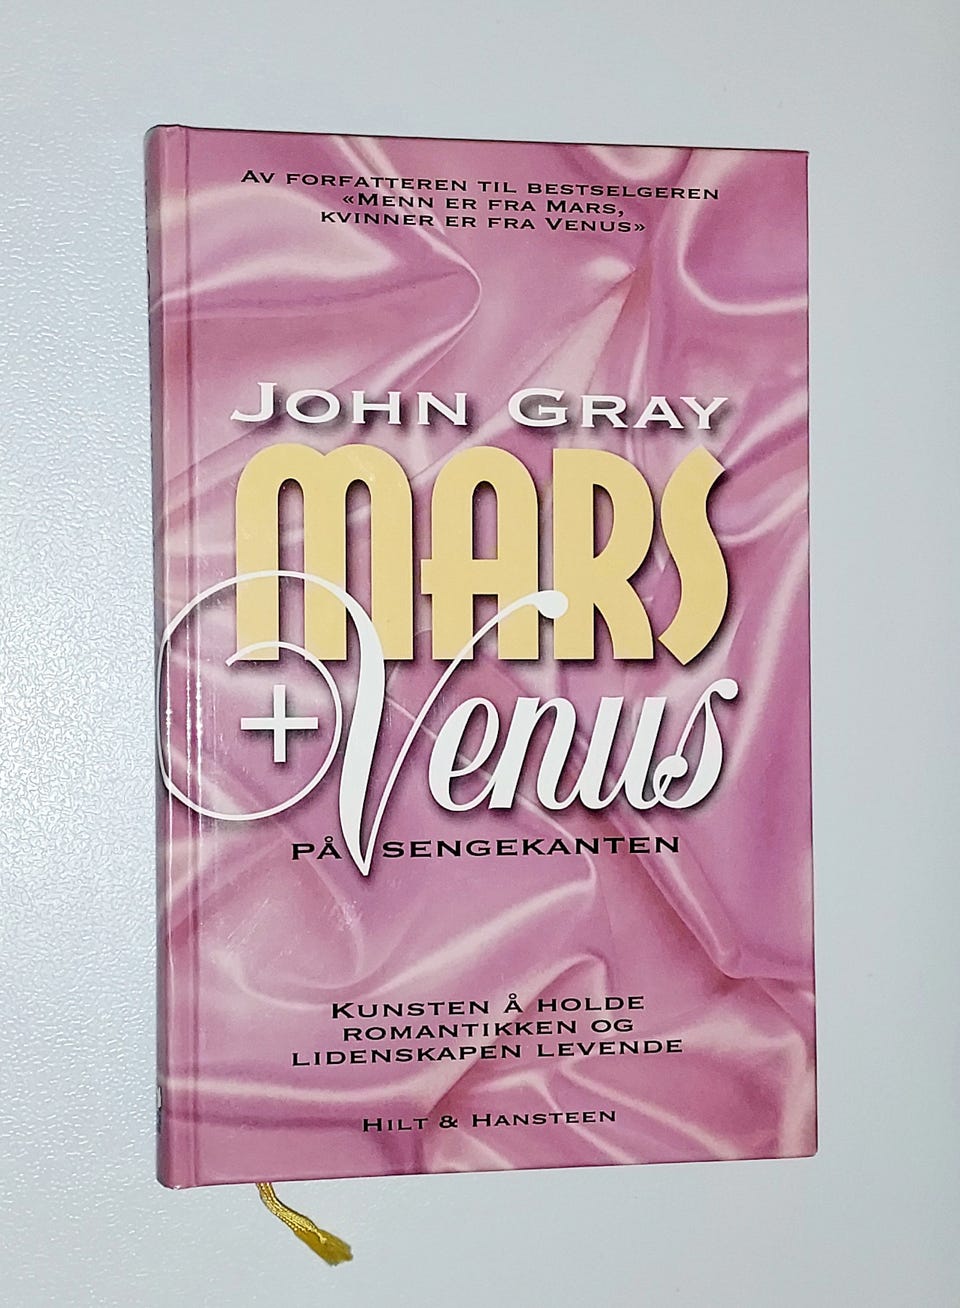 AV FORFATTEREN TIL BESTSELGEREN
«MENN ER FRA MARS,
KVINNER ER FRA VENUS»
JOHN GRAY
MARS
+ Venus
PÅ SENGEKANTEN
KUNSTEN Å HOLDE
ROMANTIKKEN OG
LIDENSKAPEN LEVENDE
HILT & HANSTEEN